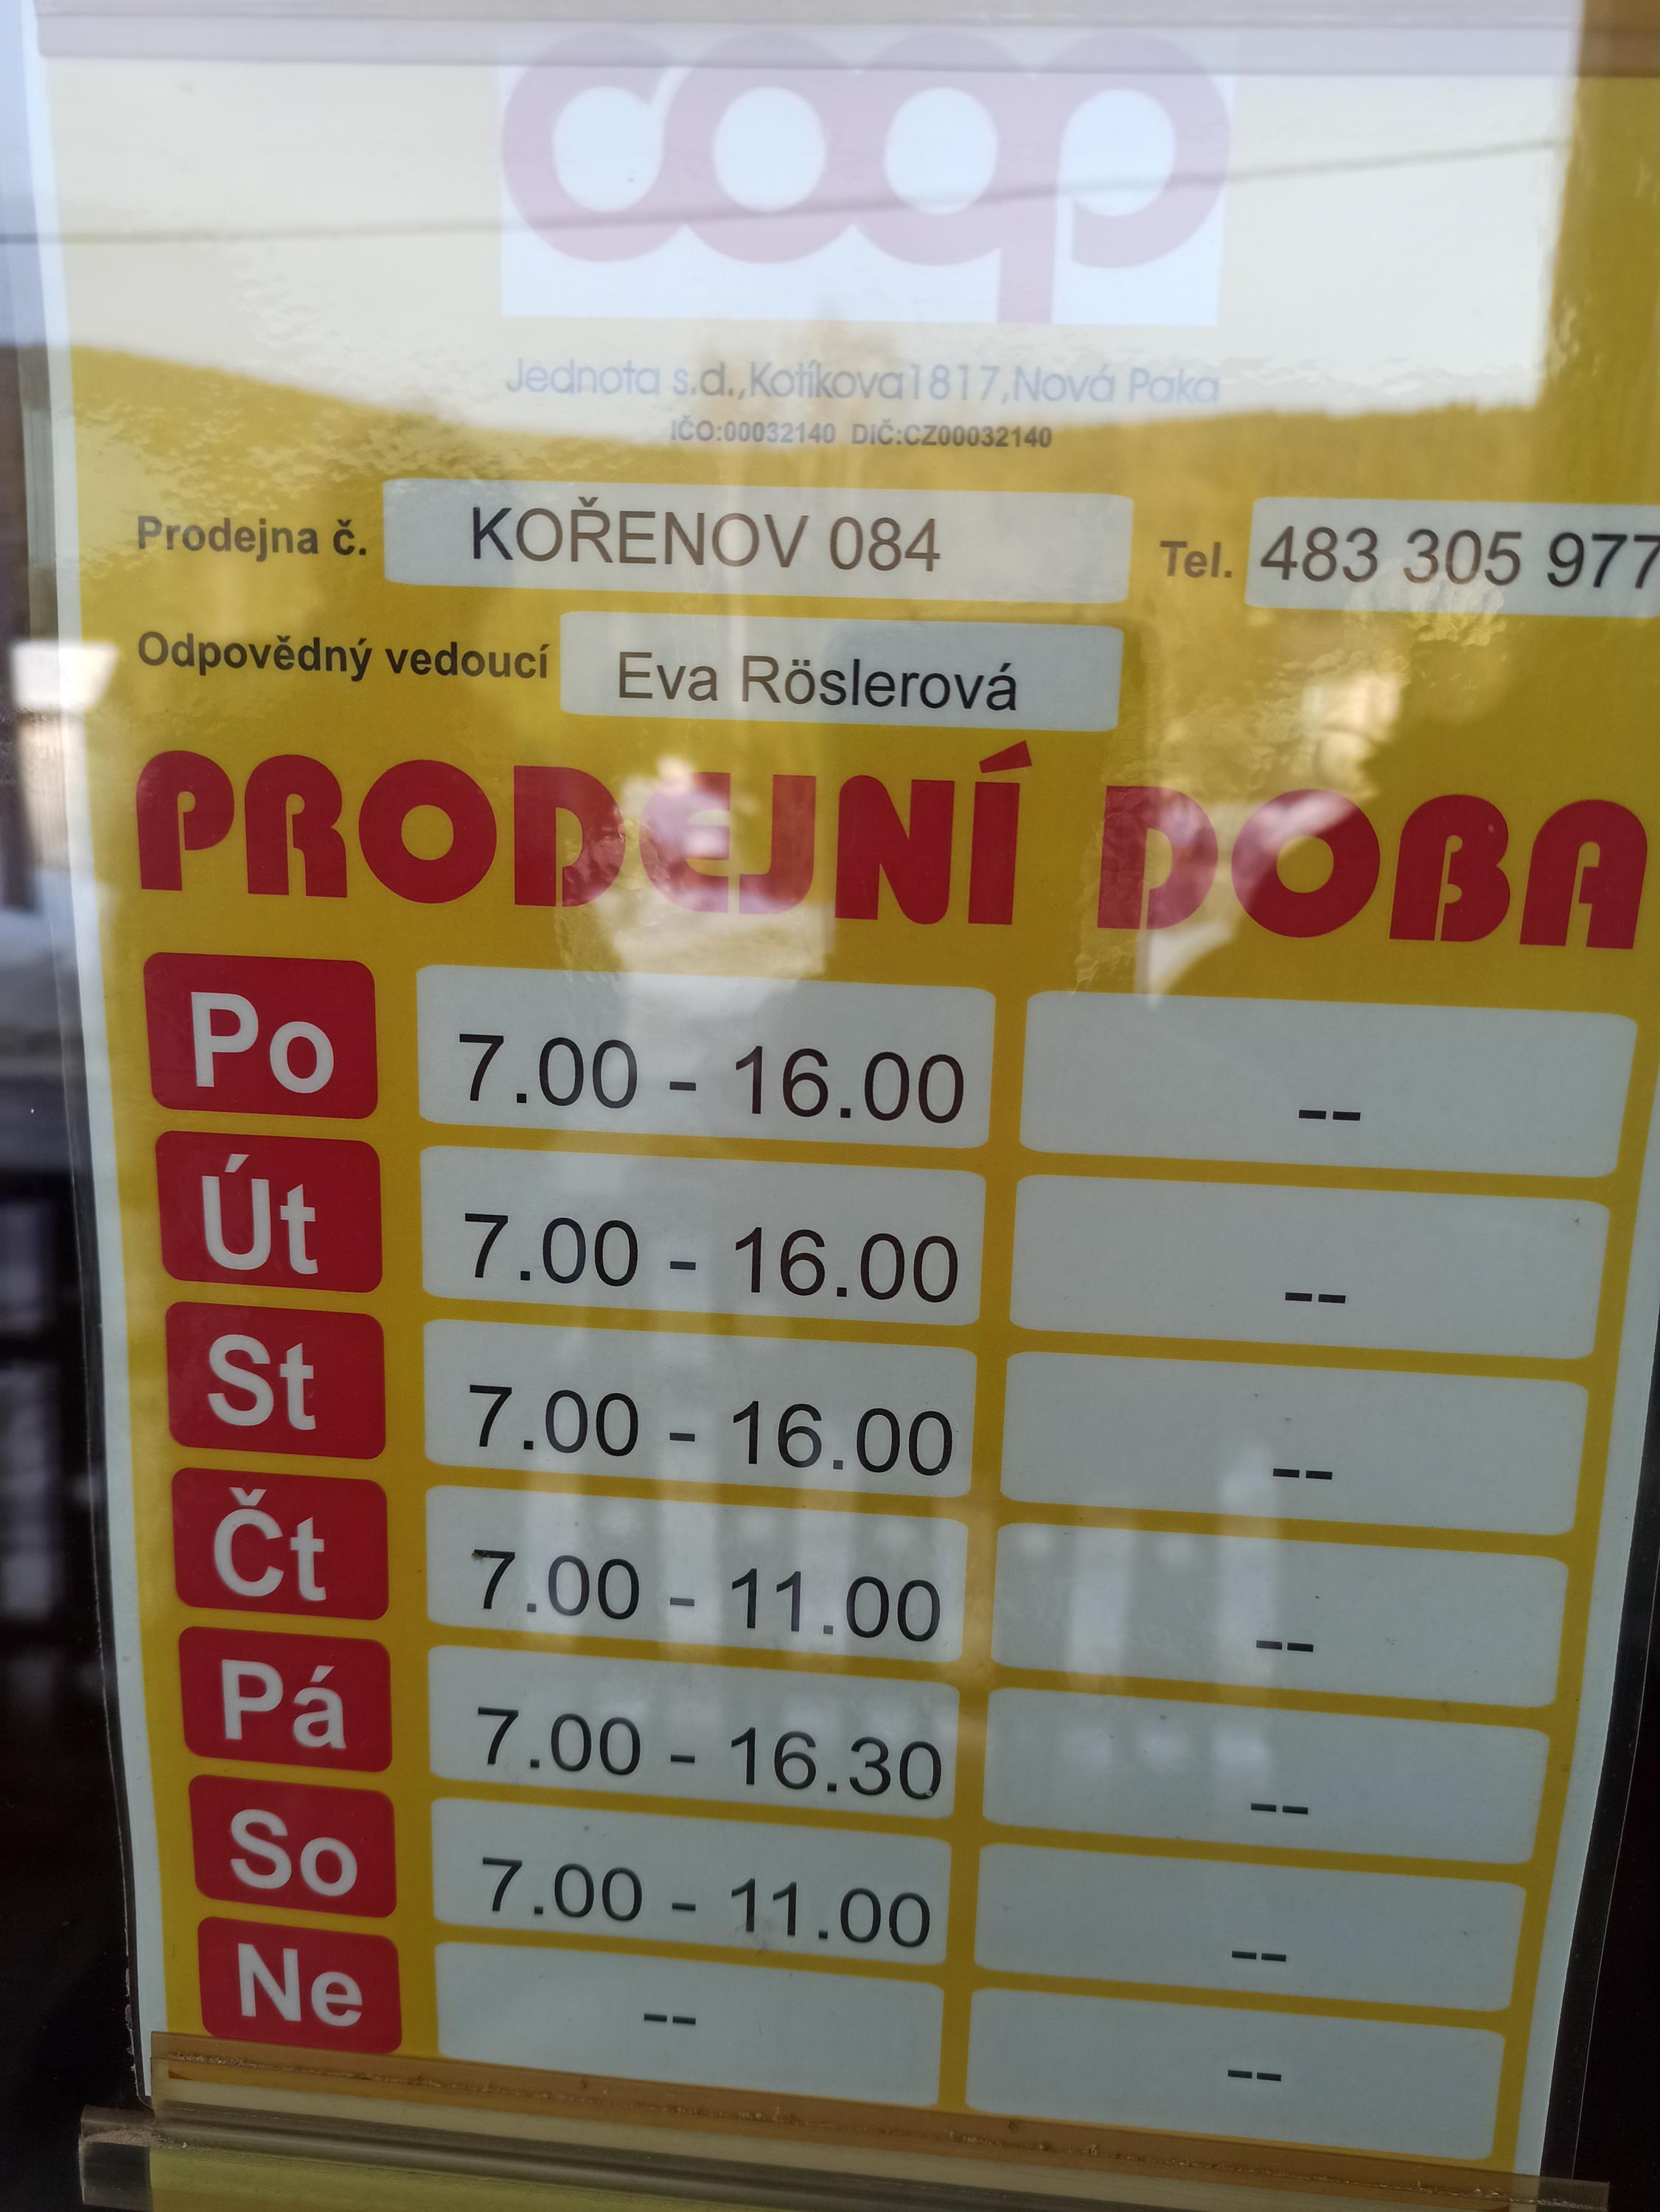 coop
Jednota s.d.,Kotíkova1817,Nová Paka
IČO:00032140 DIČ:CZ00032140
Prodejna č. KOŘENOV 084 Tel. 483 305 977
Odpovědný vedoucí Eva Röslerová
PRODEJNÍ DOBA
Po 7.00 - 16.00 --
Út 7.00 - 16.00 --
St 7.00 - 16.00 --
Čt 7.00 - 11.00 --
Pá 7.00 - 16.30 --
So 7.00 - 11.00 --
Ne -- --